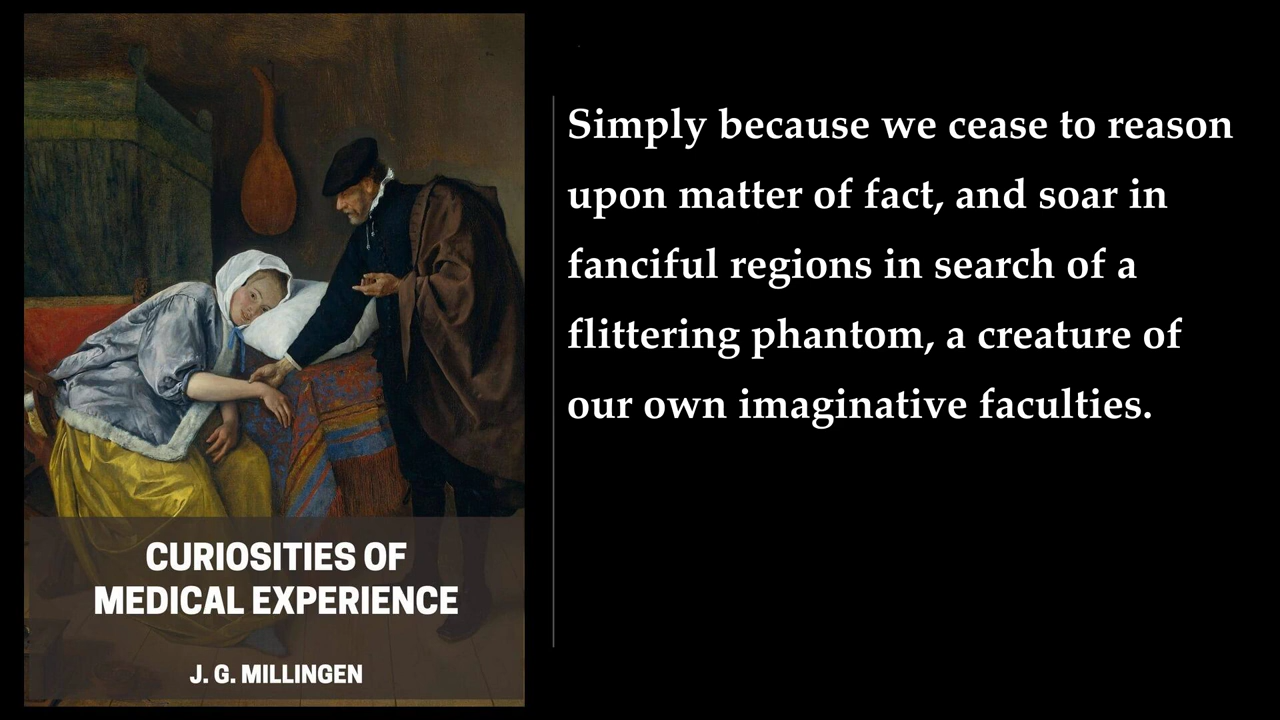 CURIOSITIES OF
MEDICAL EXPERIENCE
J. G. MILLINGEN
Simply because we cease to reason
upon matter of fact, and soar in
fanciful regions in search of a
flittering phantom, a creature of
our own imaginative faculties.